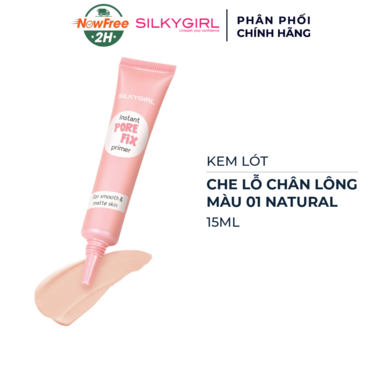 NowFree
2H
SILKYGIRL
PHÂN PHỐI
CHÍNH HÃNG
SILKYGIRL
instant
PORE
FIX
primer
for smooth &
matte skin
KEM LÓT
CHE LỖ CHÂN LÔNG
MÀU 01 NATURAL
15ML